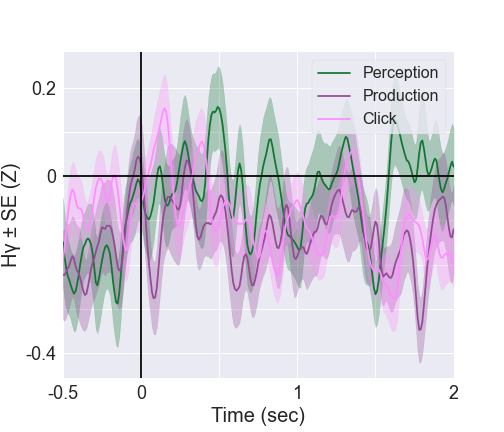 Perception
Production
Click
0.2
0
-0.4
Hγ ± SE (Z)
-0.5
0
1
2
Time (sec)